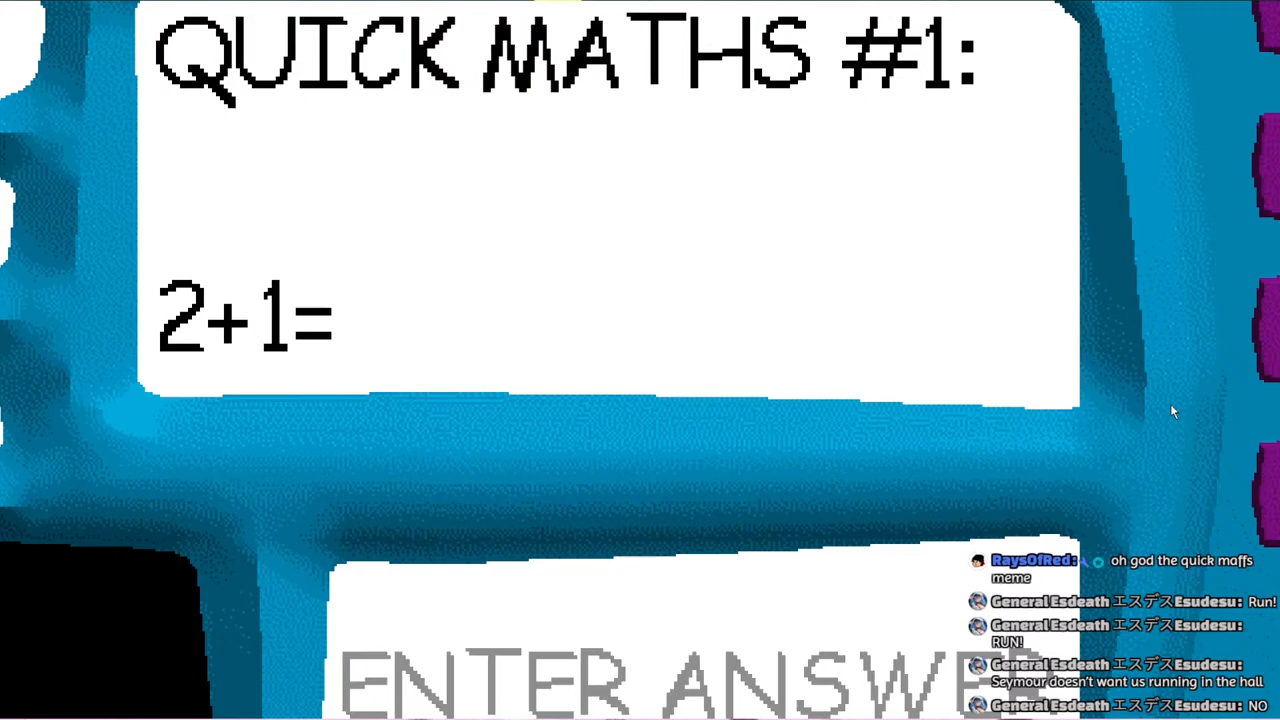 QUICK MATHS #1:
2+1=
ENTER ANSWER
RaysOfRed: oh god the quick maffs
meme
General Esdeath エスデスEsudesu: Run!
General Esdeath エスデスEsudesu:
RUN!
General Esdeath エスデスEsudesu:
Seymour doesn't want us running in the hall
General Esdeath エスデスEsudesu: NO